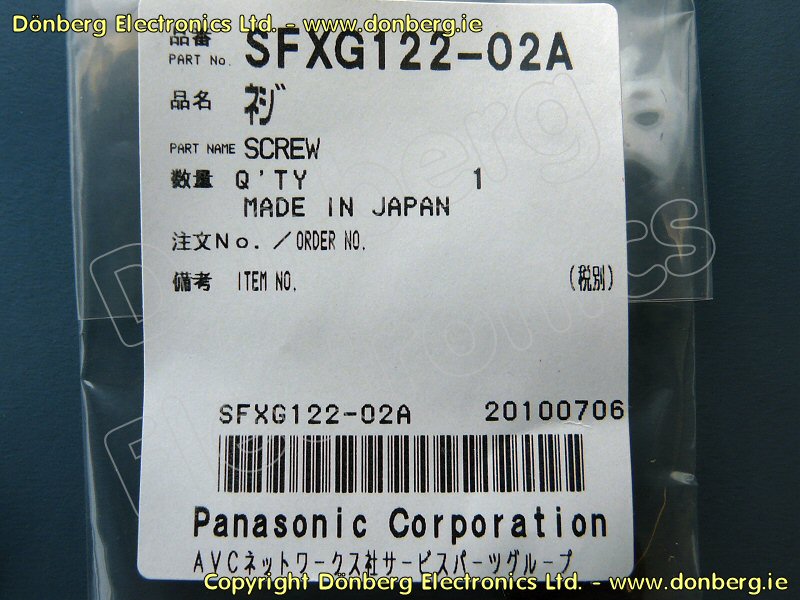 Dönberg Electronics Ltd. - www.donberg.ie
品番
PART No. SFXG122-02A
品名 ﾈｼﾞ
PART NAME SCREW
数量 Q'TY 1
MADE IN JAPAN
注文No./ORDER NO.
備考 ITEM NO. (税別)
SFXG122-02A 20100706
Panasonic Corporation
AVCネットワークス社サービスパーツグループ
Copyright Dönberg Electronics Ltd. - www.donberg.ie
Donberg
Electronics